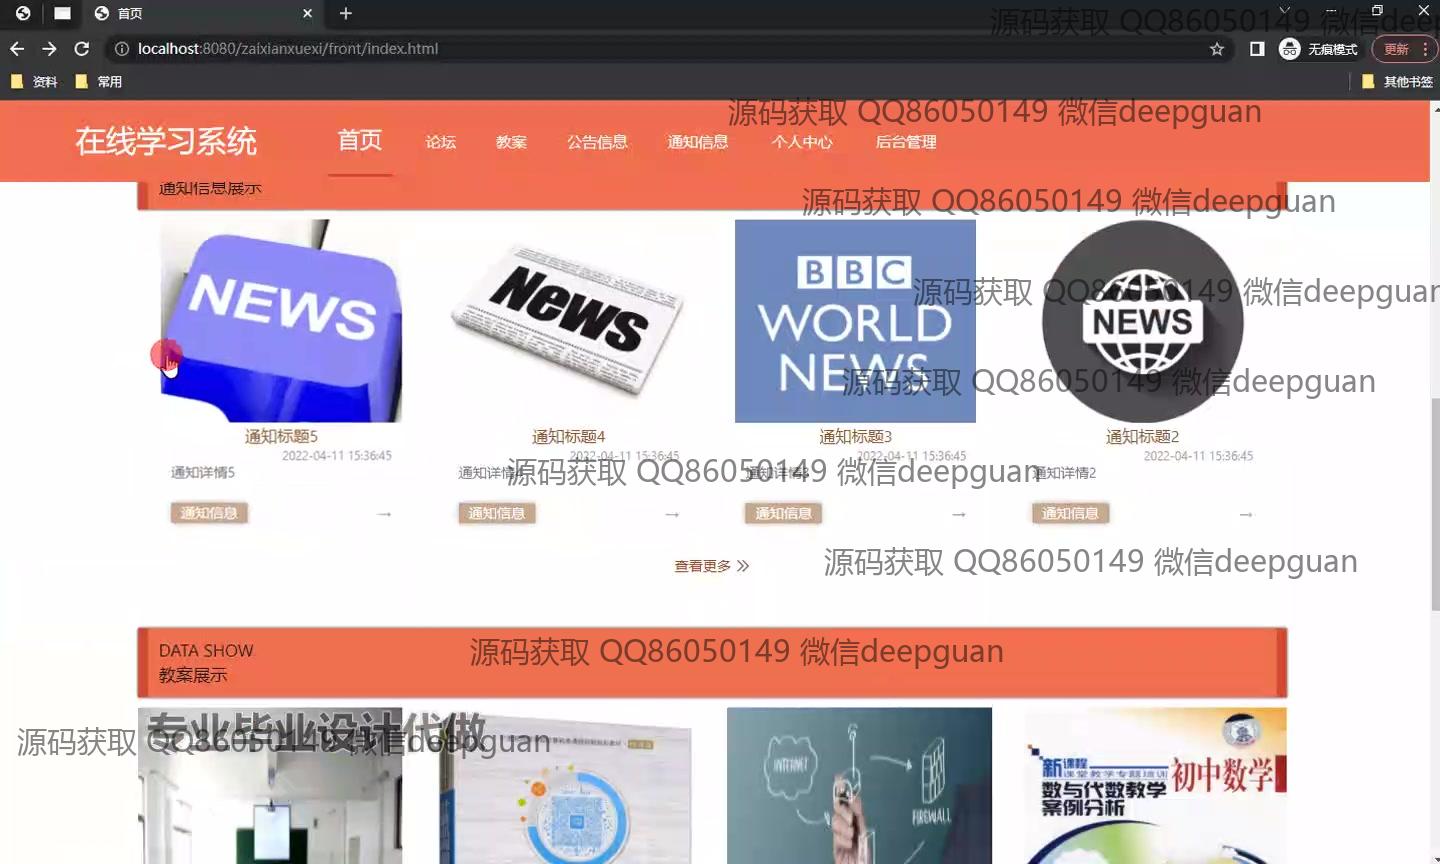 首页
源码获取 QQ86050149 微信deep
localhost:8080/zaixianxuexi/front/index.html
无痕模式
更新
资料
常用
其他书签
源码获取 QQ86050149 微信deepguan
在线学习系统
首页
论坛
教案
公告信息
通知信息
个人中心
后台管理
通知信息展示
源码获取 QQ86050149 微信deepguan
NEWS
News
BBC
WORLD
NEWS
NEWS
源码获取 QQ86050149 微信deepguan
源码获取 QQ86050149 微信deepguan
通知标题5
通知标题4
通知标题3
通知标题2
2022-04-11 15:36:45
2022-04-11 15:36:45
2022-04-11 15:36:45
2022-04-11 15:36:45
通知详情5
通知详情
通知详情3
通知详情2
源码获取 QQ86050149 微信deepguan
通知信息
通知信息
通知信息
通知信息
查看更多
源码获取 QQ86050149 微信deepguan
DATA SHOW
教案展示
源码获取 QQ86050149 微信deepguan
专业毕业设计代做
源码获取 QQ86050149 微信deepguan
INTERNET
FIREWALL
新课程
课堂教学专题培训
初中数学
数与代数教学
案例分析